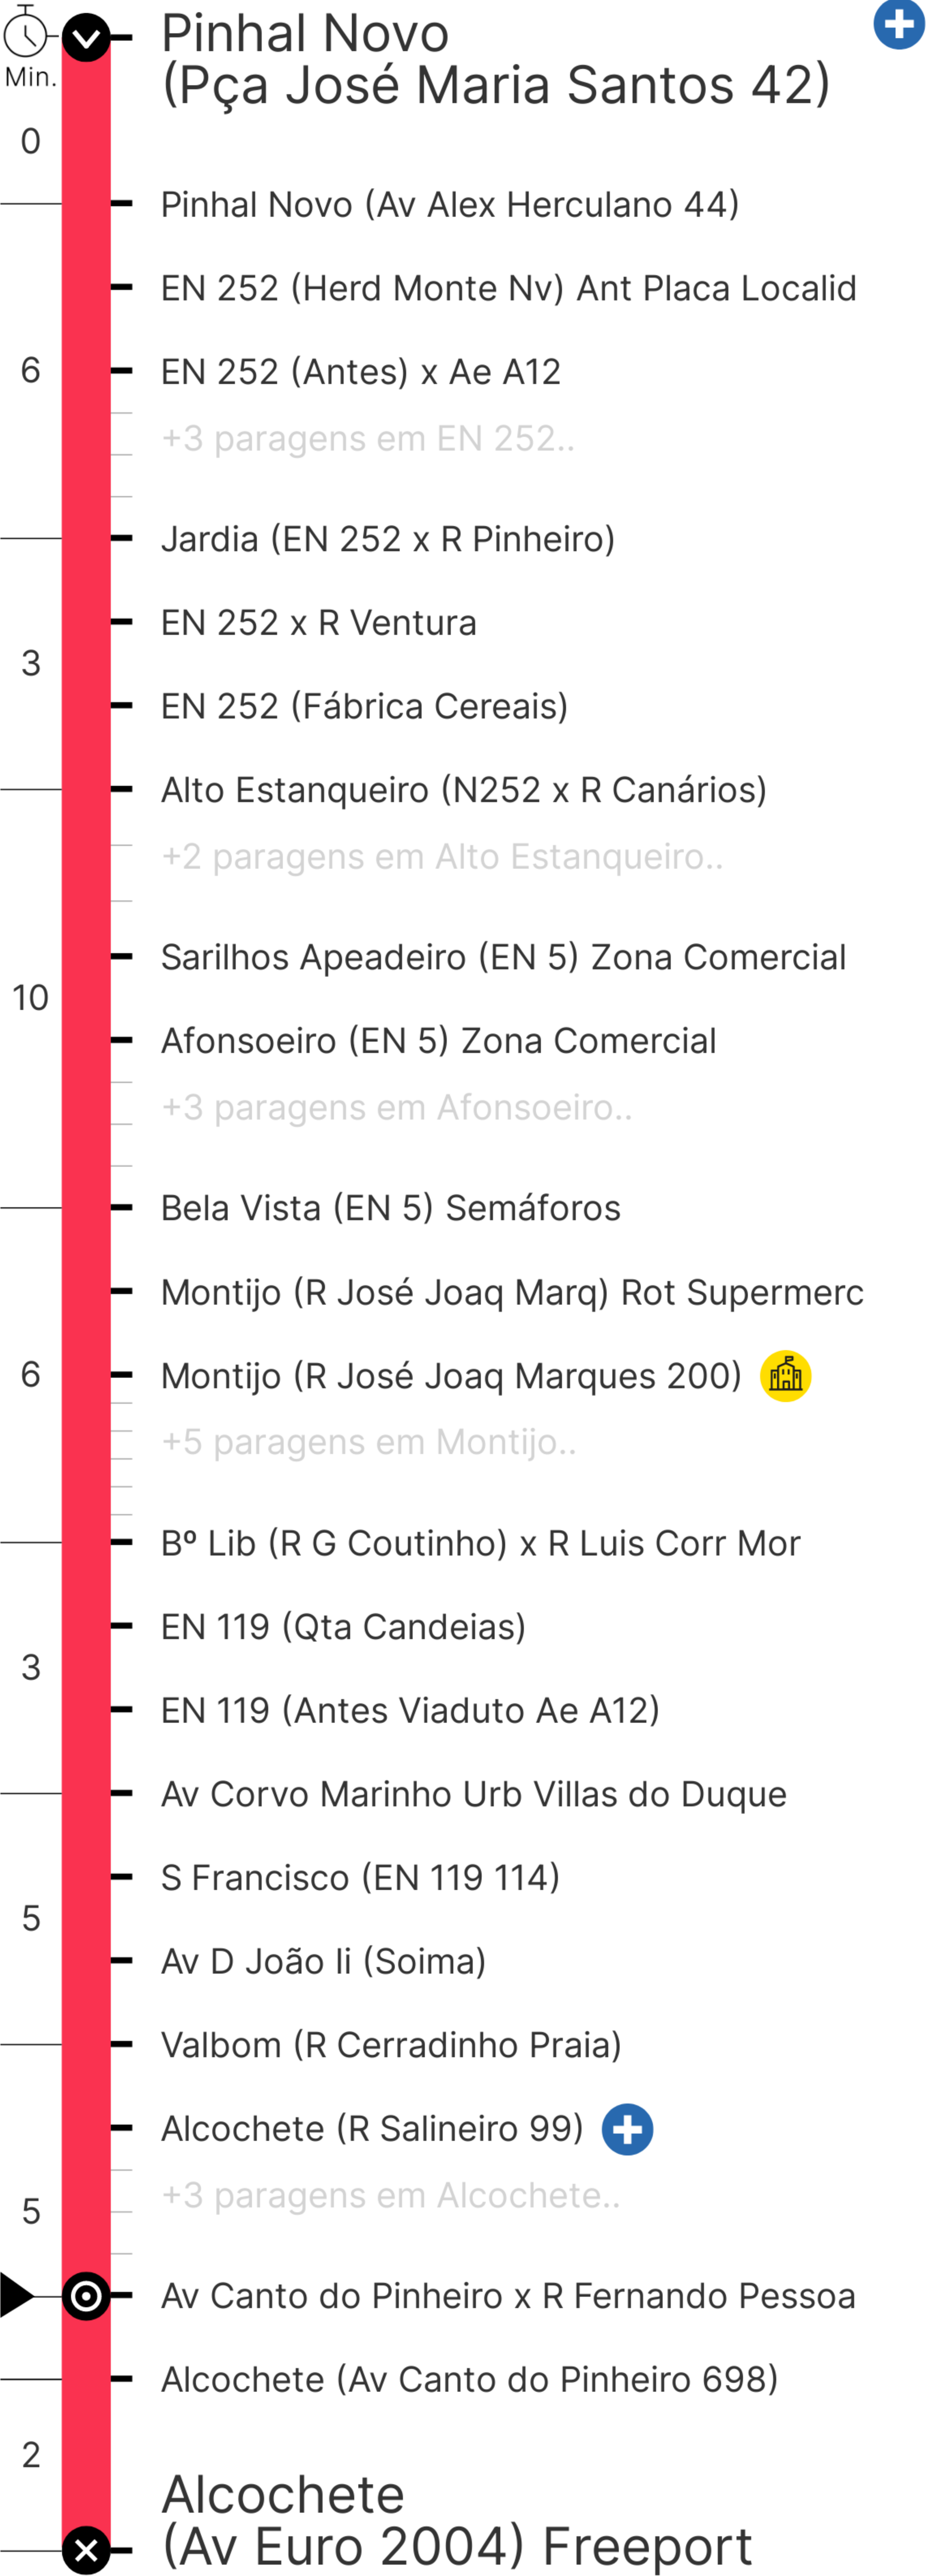 Pinhal Novo
Min.
(Pça José Maria Santos 42)
0
Pinhal Novo (Av Alex Herculano 44)
EN 252 (Herd Monte Nv) Ant Placa Localid
6
EN 252 (Antes) x Ae A12
+3 paragens em EN 252..
Jardia (EN 252 x R Pinheiro)
EN 252 x R Ventura
3
EN 252 (Fábrica Cereais)
Alto Estanqueiro (N252 x R Canários)
+2 paragens em Alto Estanqueiro..
Sarilhos Apeadeiro (EN 5) Zona Comercial
10
Afonsoeiro (EN 5) Zona Comercial
+3 paragens em Afonsoeiro..
Bela Vista (EN 5) Semáforos
Montijo (R José Joaq Marq) Rot Supermerc
6
Montijo (R José Joaq Marques 200)
+5 paragens em Montijo..
Bº Lib (R G Coutinho) x R Luis Corr Mor
EN 119 (Qta Candeias)
3
EN 119 (Antes Viaduto Ae A12)
Av Corvo Marinho Urb Villas do Duque
S Francisco (EN 119 114)
5
Av D João Ii (Soima)
Valbom (R Cerradinho Praia)
Alcochete (R Salineiro 99)
+3 paragens em Alcochete..
5
Av Canto do Pinheiro x R Fernando Pessoa
Alcochete (Av Canto do Pinheiro 698)
2
Alcochete
(Av Euro 2004) Freeport